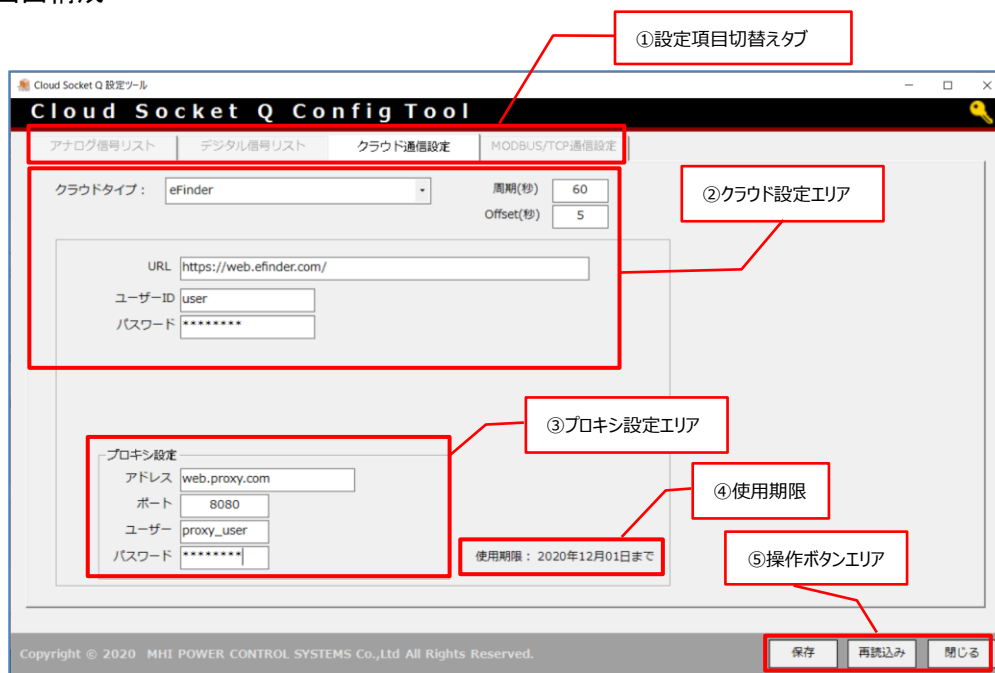 画面構成
①設定項目切替えタブ
Cloud Socket Q 設定ツール
Cloud Socket Q Config Tool
アナログ信号リスト デジタル信号リスト クラウド通信設定 MODBUS/TCP通信設定
クラウドタイプ： eFinder 周期(秒) 60
②クラウド設定エリア
Offset(秒) 5
URL https://web.efinder.com/
ユーザーID user
パスワード ********
③プロキシ設定エリア
プロキシ設定
アドレス web.proxy.com
④使用期限
ポート 8080
ユーザー proxy_user
パスワード ********
使用期限： 2020年12月01日まで
⑤操作ボタンエリア
Copyright © 2020 MHI POWER CONTROL SYSTEMS Co.,Ltd All Rights Reserved.
保存 再読込み 閉じる